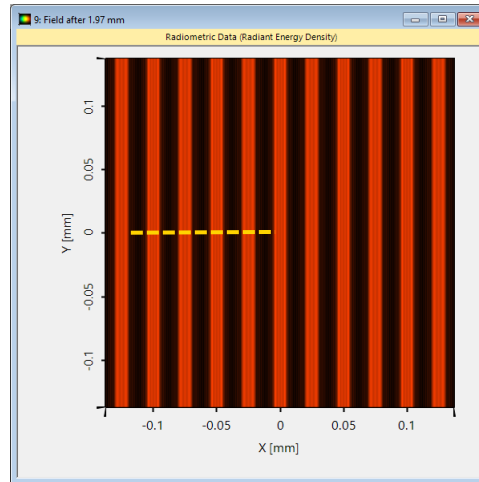 9: Field after 1.97 mm
Radiometric Data (Radiant Energy Density)
0.1
0.05
0
-0.05
-0.1
Y [mm]
-0.1
-0.05
0
0.05
0.1
X [mm]